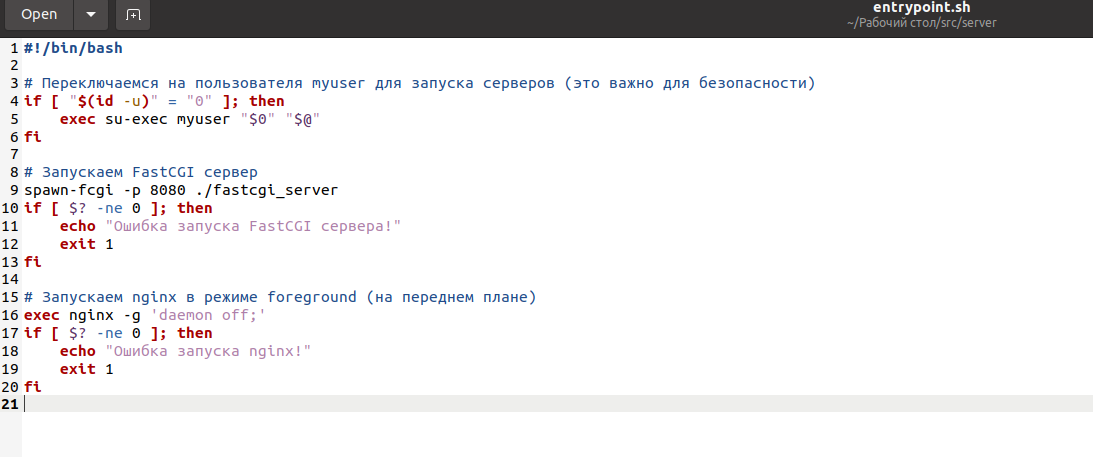 Open
entrypoint.sh
~/Рабочий стол/src/server
1 #!/bin/bash
2
3 # Переключаемся на пользователя myuser для запуска серверов (это важно для безопасности)
4 if [ "$(id -u)" = "0" ]; then
5     exec su-exec myuser "$0" "$@"
6 fi
7
8 # Запускаем FastCGI сервер
9 spawn-fcgi -p 8080 ./fastcgi_server
10 if [ $? -ne 0 ]; then
11     echo "Ошибка запуска FastCGI сервера!"
12     exit 1
13 fi
14
15 # Запускаем nginx в режиме foreground (на переднем плане)
16 exec nginx -g 'daemon off;'
17 if [ $? -ne 0 ]; then
18     echo "Ошибка запуска nginx!"
19     exit 1
20 fi
21